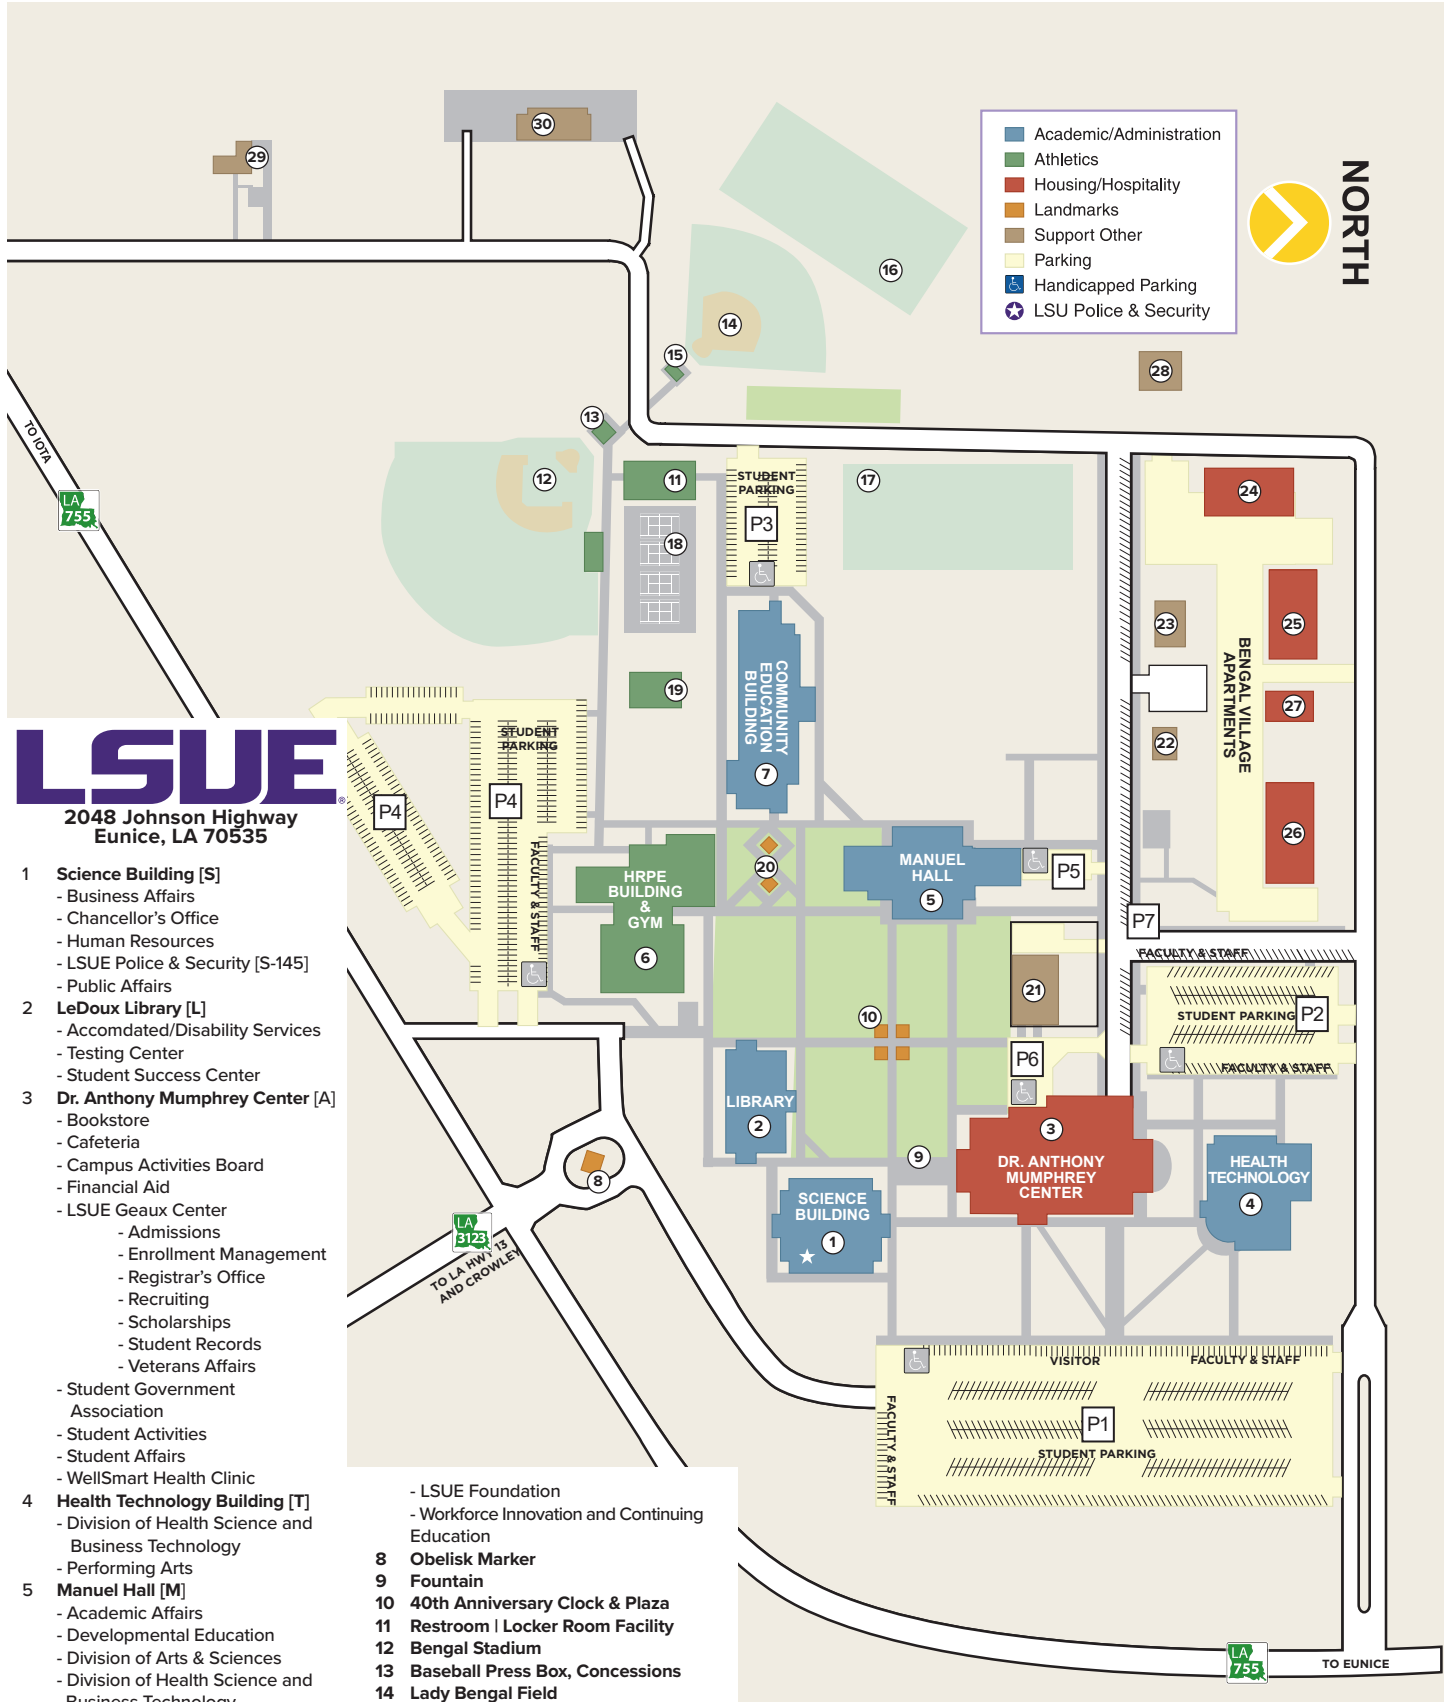 30
29
Academic/Administration
Athletics
Housing/Hospitality
Landmarks
Support Other
Parking
Handicapped Parking
LSU Police & Security
NORTH
16
14
15
28
13
TO IOTA
LA
755
12
11
STUDENT
PARKING
P3
17
18
24
23
25
BENGAL VILLAGE
APARTMENTS
19
COMMUNITY
EDUCATION
BUILDING
7
27
22
26
STUDENT
PARKING
P4
P4
FACULTY & STAFF
HRPE
BUILDING
&
GYM
6
20
MANUEL
HALL
5
P5
P7
FACULTY & STAFF
21
10
STUDENT PARKING
P2
FACULTY & STAFF
P6
LIBRARY
2
3
DR. ANTHONY
MUMPHREY
CENTER
9
HEALTH
TECHNOLOGY
4
8
SCIENCE
BUILDING
1
LA
3123
TO LA HWY 13
AND CROWLEY
VISITOR
FACULTY & STAFF
FACULTY & STAFF
P1
STUDENT PARKING
LA
755
TO EUNICE
LSUE®
2048 Johnson Highway
Eunice, LA 70535
1 Science Building [S]
- Business Affairs
- Chancellor's Office
- Human Resources
- LSUE Police & Security [S-145]
- Public Affairs
2 LeDoux Library [L]
- Accomdated/Disability Services
- Testing Center
- Student Success Center
3 Dr. Anthony Mumphrey Center [A]
- Bookstore
- Cafeteria
- Campus Activities Board
- Financial Aid
- LSUE Geaux Center
- Admissions
- Enrollment Management
- Registrar's Office
- Recruiting
- Scholarships
- Student Records
- Veterans Affairs
- Student Government
Association
- Student Activities
- Student Affairs
- WellSmart Health Clinic
4 Health Technology Building [T]
- Division of Health Science and
Business Technology
- Performing Arts
5 Manuel Hall [M]
- Academic Affairs
- Developmental Education
- Division of Arts & Sciences
- Division of Health Science and
Business Technology
- LSUE Foundation
- Workforce Innovation and Continuing
Education
8 Obelisk Marker
9 Fountain
10 40th Anniversary Clock & Plaza
11 Restroom | Locker Room Facility
12 Bengal Stadium
13 Baseball Press Box, Concessions
14 Lady Bengal Field